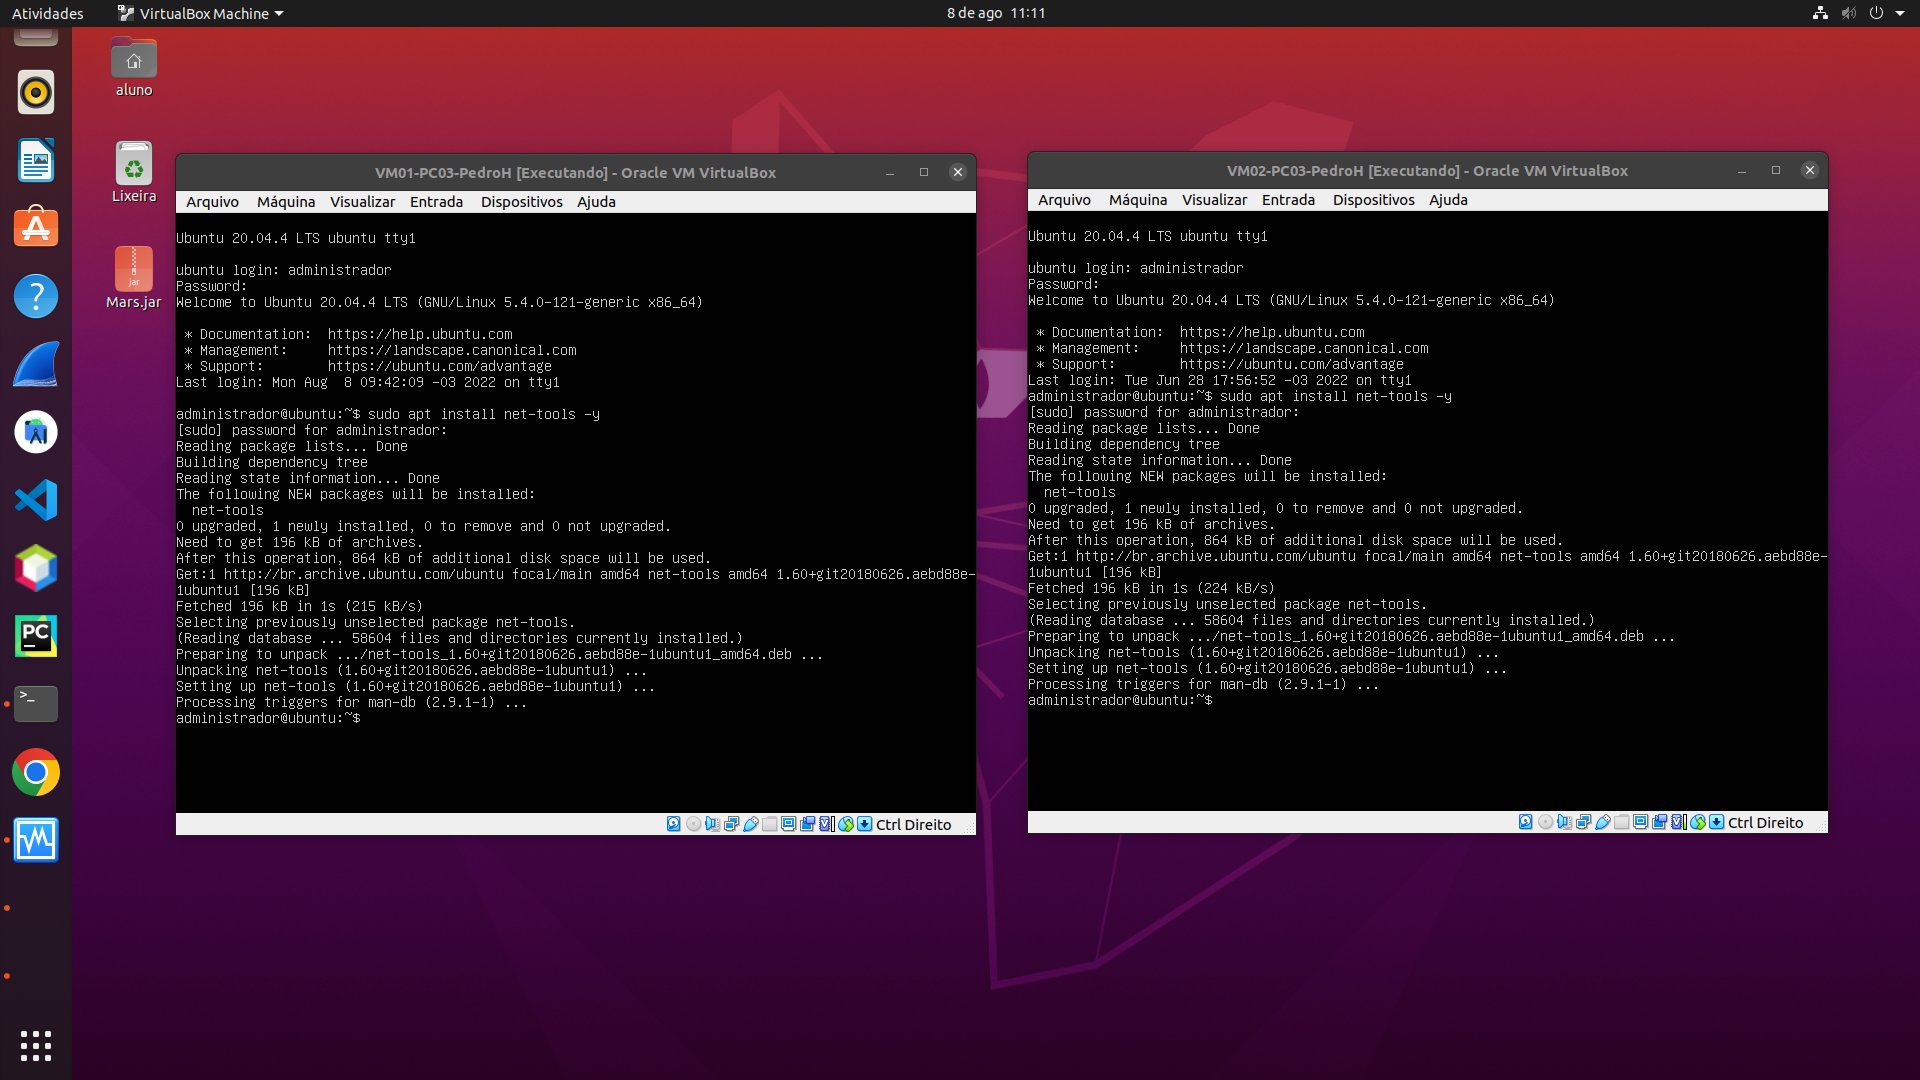 Atividades
VirtualBox Machine
8 de ago 11:11
aluno
Lixeira
jar
Mars.jar
PC
>_
VM01-PC03-PedroH [Executando] - Oracle VM VirtualBox
Arquivo Máquina Visualizar Entrada Dispositivos Ajuda
Ubuntu 20.04.4 LTS ubuntu tty1
ubuntu login: administrador
Password:
Welcome to Ubuntu 20.04.4 LTS (GNU/Linux 5.4.0-121-generic x86_64)
* Documentation:  https://help.ubuntu.com
* Management:     https://landscape.canonical.com
* Support:        https://ubuntu.com/advantage
Last login: Mon Aug  8 09:42:09 -03 2022 on tty1
administrador@ubuntu:~$ sudo apt install net-tools -y
[sudo] password for administrador:
Reading package lists... Done
Building dependency tree
Reading state information... Done
The following NEW packages will be installed:
net-tools
0 upgraded, 1 newly installed, 0 to remove and 0 not upgraded.
Need to get 196 kB of archives.
After this operation, 864 kB of additional disk space will be used.
Get:1 http://br.archive.ubuntu.com/ubuntu focal/main amd64 net-tools amd64 1.60+git20180626.aebd88e-
1ubuntu1 [196 kB]
Fetched 196 kB in 1s (215 kB/s)
Selecting previously unselected package net-tools.
(Reading database ... 58604 files and directories currently installed.)
Preparing to unpack .../net-tools_1.60+git20180626.aebd88e-1ubuntu1_amd64.deb ...
Unpacking net-tools (1.60+git20180626.aebd88e-1ubuntu1) ...
Setting up net-tools (1.60+git20180626.aebd88e-1ubuntu1) ...
Processing triggers for man-db (2.9.1-1) ...
administrador@ubuntu:~$
Ctrl Direito
VM02-PC03-PedroH [Executando] - Oracle VM VirtualBox
Arquivo Máquina Visualizar Entrada Dispositivos Ajuda
Ubuntu 20.04.4 LTS ubuntu tty1
ubuntu login: administrador
Password:
Welcome to Ubuntu 20.04.4 LTS (GNU/Linux 5.4.0-121-generic x86_64)
* Documentation:  https://help.ubuntu.com
* Management:     https://landscape.canonical.com
* Support:        https://ubuntu.com/advantage
Last login: Tue Jun 28 17:56:52 -03 2022 on tty1
administrador@ubuntu:~$ sudo apt install net-tools -y
[sudo] password for administrador:
Reading package lists... Done
Building dependency tree
Reading state information... Done
The following NEW packages will be installed:
net-tools
0 upgraded, 1 newly installed, 0 to remove and 0 not upgraded.
Need to get 196 kB of archives.
After this operation, 864 kB of additional disk space will be used.
Get:1 http://br.archive.ubuntu.com/ubuntu focal/main amd64 net-tools amd64 1.60+git20180626.aebd88e-
1ubuntu1 [196 kB]
Fetched 196 kB in 1s (224 kB/s)
Selecting previously unselected package net-tools.
(Reading database ... 58604 files and directories currently installed.)
Preparing to unpack .../net-tools_1.60+git20180626.aebd88e-1ubuntu1_amd64.deb ...
Unpacking net-tools (1.60+git20180626.aebd88e-1ubuntu1) ...
Setting up net-tools (1.60+git20180626.aebd88e-1ubuntu1) ...
Processing triggers for man-db (2.9.1-1) ...
administrador@ubuntu:~$
Ctrl Direito